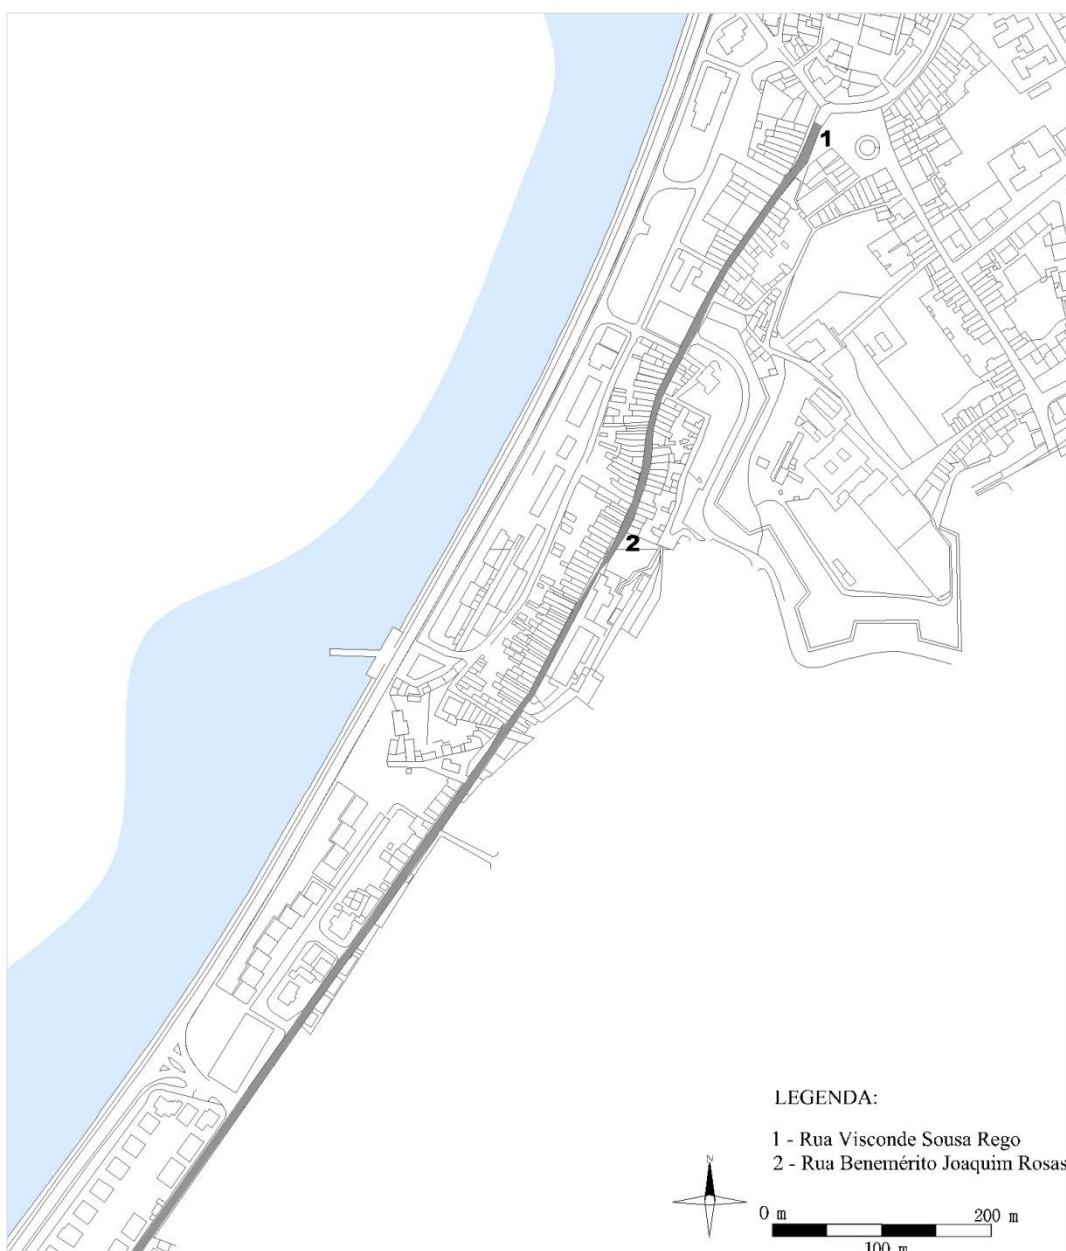 1
2
LEGENDA:
1 - Rua Visconde Sousa Rego
2 - Rua Benemérito Joaquim Rosas
N
0 m 200 m
100 m